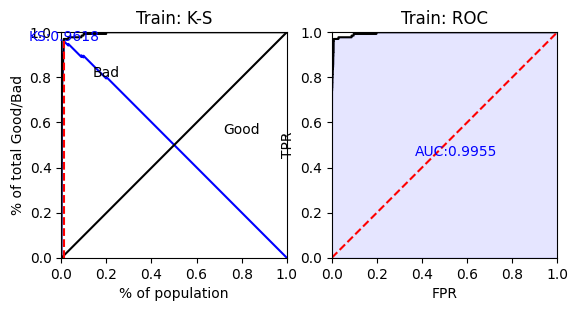 Train: K-S
KS:0.9618
Bad
Good
% of total Good/Bad
1.0
0.8
0.6
0.4
0.2
0.0
0.0 0.2 0.4 0.6 0.8 1.0
% of population
Train: ROC
AUC:0.9955
TPR
1.0
0.8
0.6
0.4
0.2
0.0
0.0 0.2 0.4 0.6 0.8 1.0
FPR